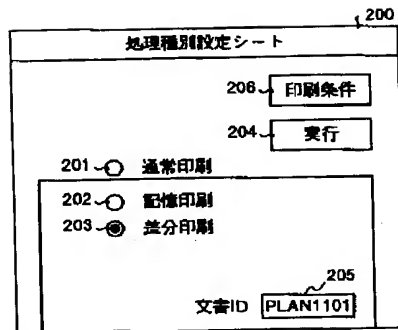 200
処理種別設定シート
206 印刷条件
204 実行
201 通常印刷
202 記憶印刷
203 差分印刷
205
文書ID PLAN1101